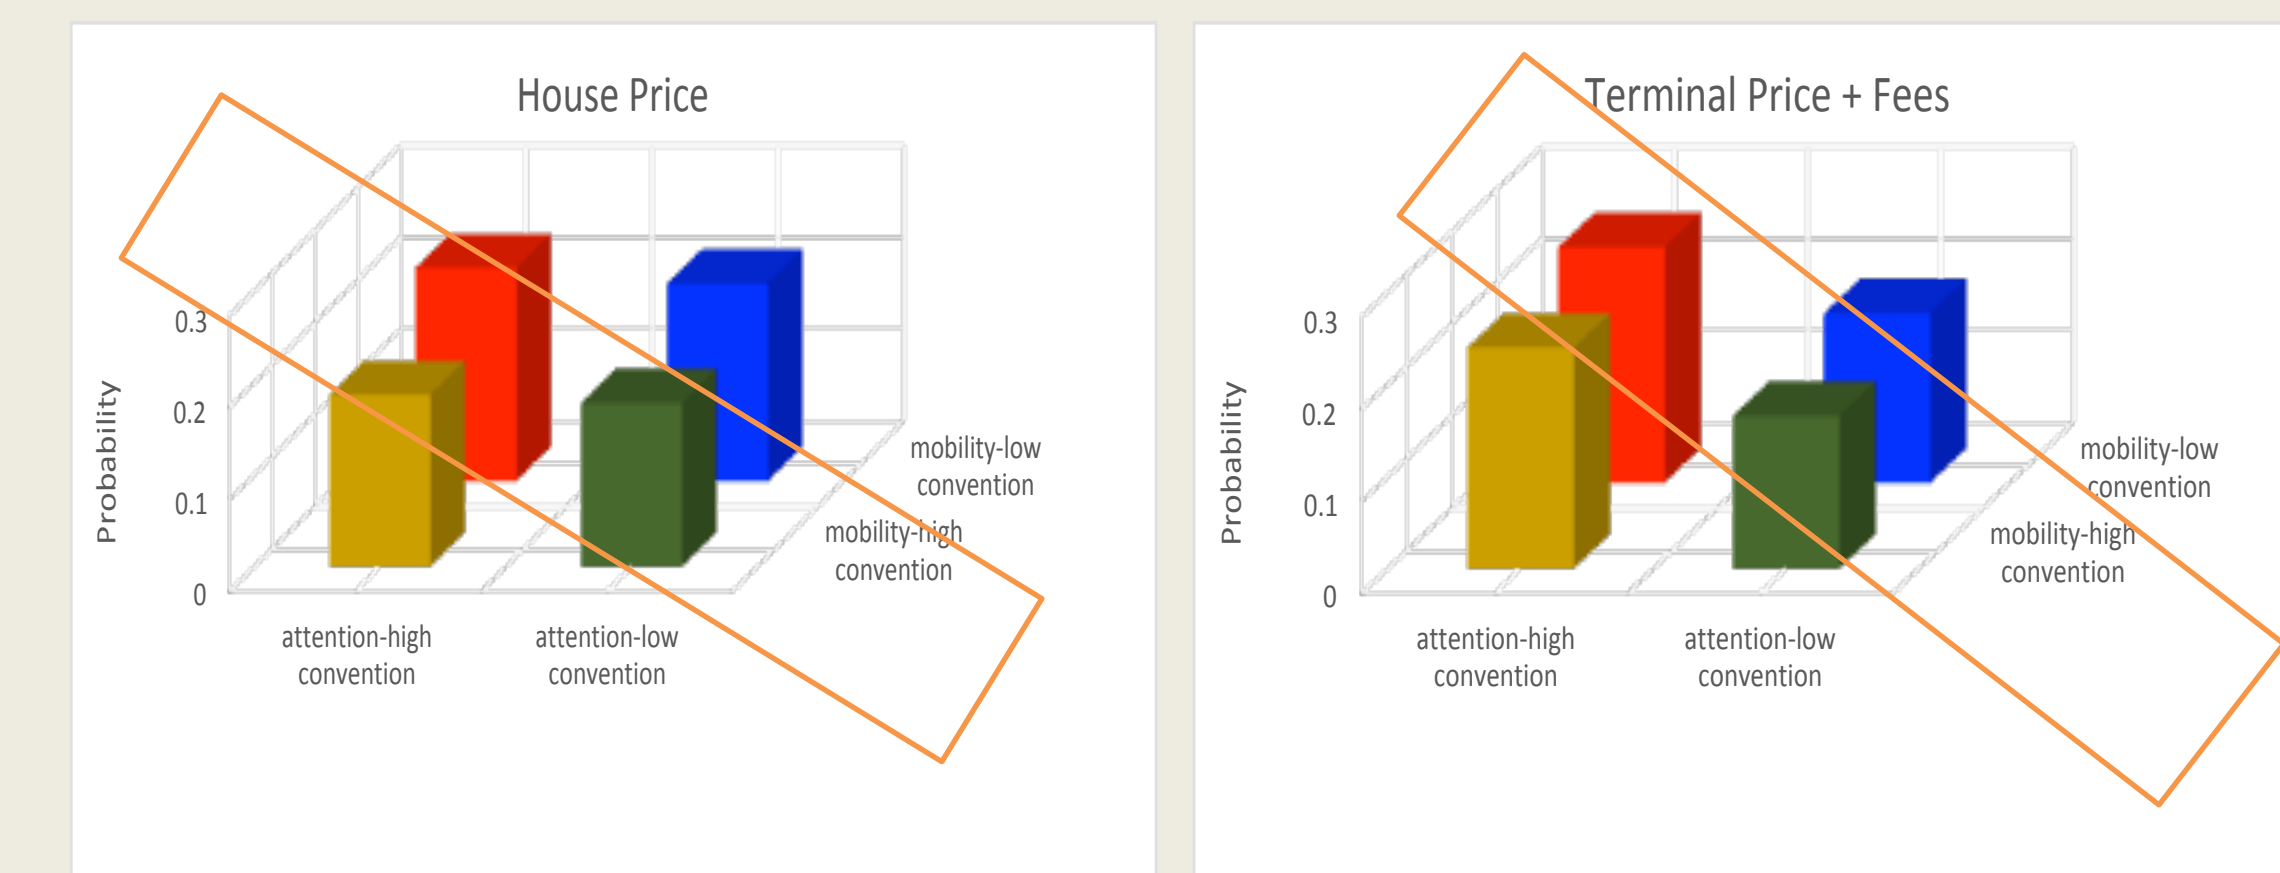 House Price
0.3
0.2
0.1
0
Probability
mobility-low
convention
mobility-high
convention
attention-high
convention
attention-low
convention
Terminal Price + Fees
0.3
0.2
0.1
0
Probability
mobility-low
convention
mobility-high
convention
attention-high
convention
attention-low
convention